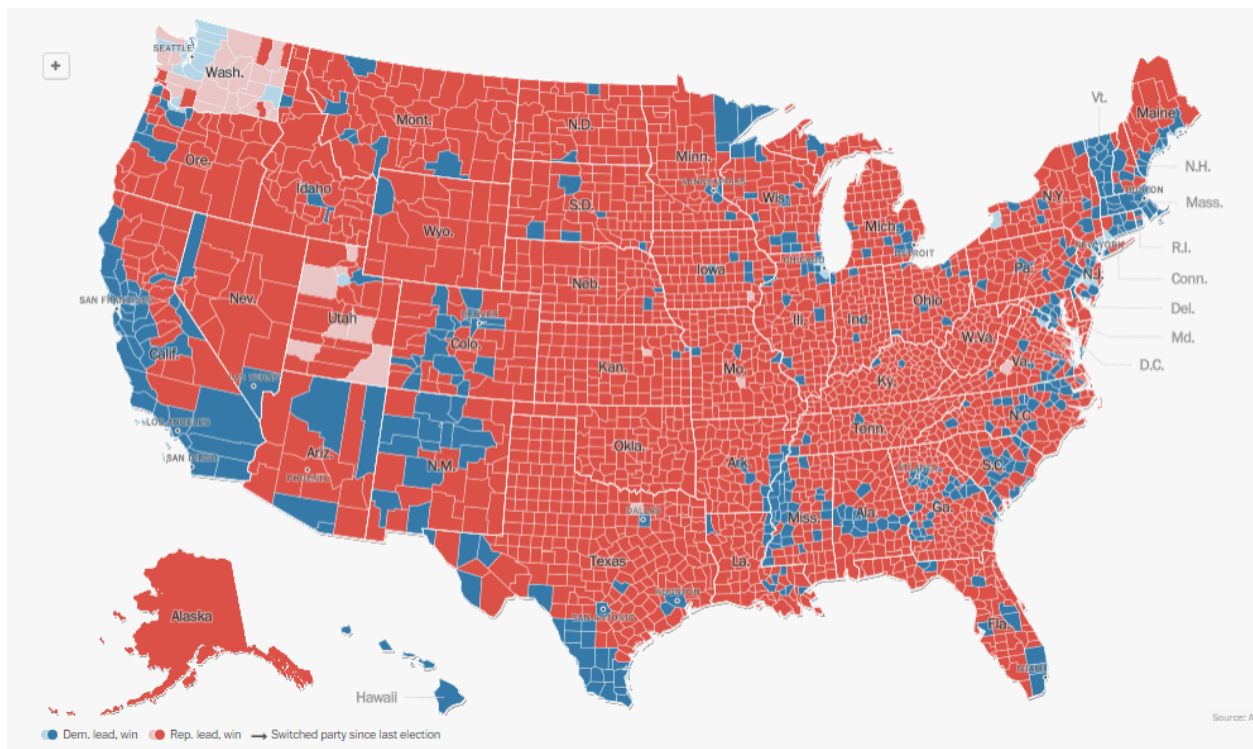 SEATTLE
Wash.
Vt.
Mont.
N.D.
Maine
Minn.
Ore.
N.H.
MINNEAPOLIS
Idaho
BOSTON
S.D.
Wis.
N.Y.
Mass.
Mich.
Wyo.
NEW YORK
R.I.
DETROIT
CHICAGO
Iowa
Pa.
N.J.
Conn.
Neb.
SAN FRANCISCO
Nev.
Ohio
Utah
DENVER
Ill.
Ind.
Del.
Colo.
W.Va.
Md.
Calif.
Kan.
Mo.
Va.
D.C.
LAS VEGAS
Ky.
N.C.
LOS ANGELES
Tenn.
Okla.
Ariz.
SAN DIEGO
N.M.
Ark.
S.C.
ATLANTA
PHOENIX
DALLAS
Miss.
Ala.
Ga.
Texas
La.
HOUSTON
Alaska
SAN ANTONIO
Fla.
MIAMI
Hawaii
Source: A
Dem. lead, win Rep. lead, win Switched party since last election